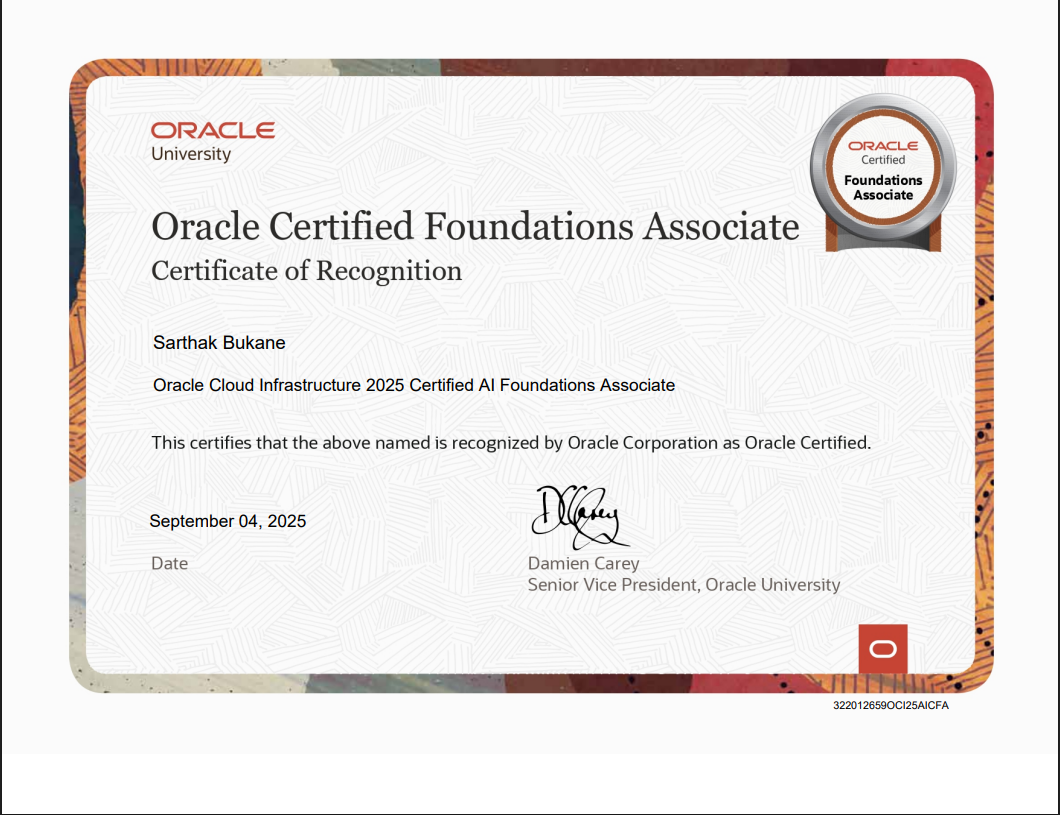 ORACLE
University
ORACLE
Certified
Foundations
Associate
Oracle Certified Foundations Associate
Certificate of Recognition
Sarthak Bukane
Oracle Cloud Infrastructure 2025 Certified AI Foundations Associate
This certifies that the above named is recognized by Oracle Corporation as Oracle Certified.
DCarey
September 04, 2025
Date
Damien Carey
Senior Vice President, Oracle University
322012659OCI25AICFA